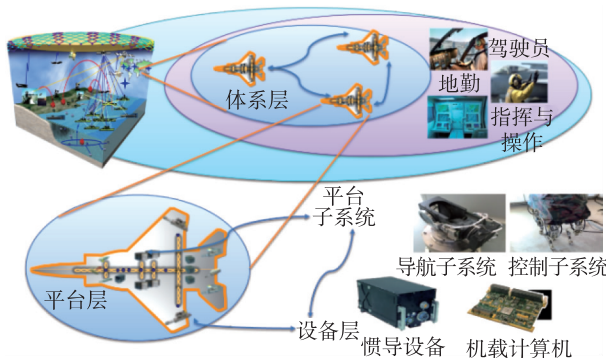 驾驶员
地勤
体系层
指挥与
操作
平台
子系统
导航子系统
控制子系统
平台层
设备层
惯导设备
机载计算机